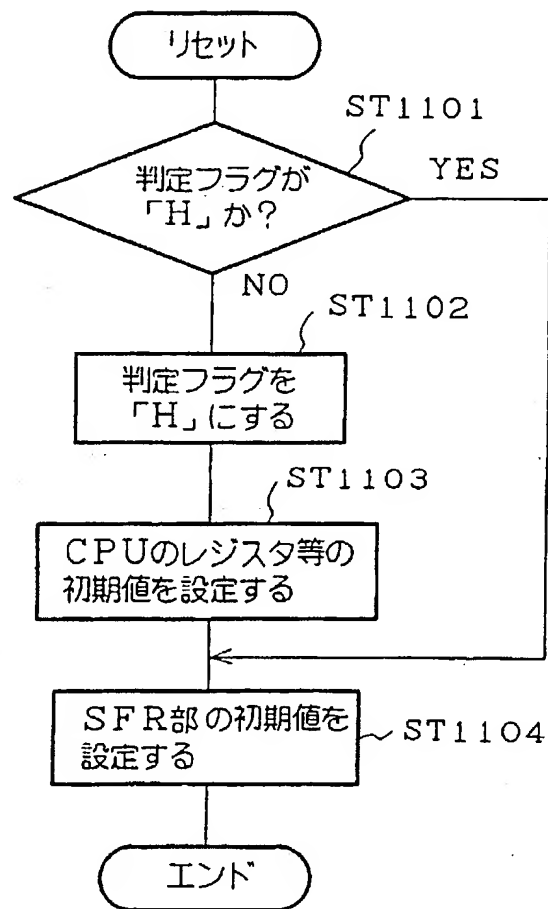 リセット
ST1101
判定フラグが
「H」か?
YES
NO
ST1102
判定フラグを
「H」にする
ST1103
CPUのレジスタ等の
初期値を設定する
SFR部の初期値を
設定する
ST1104
エンド